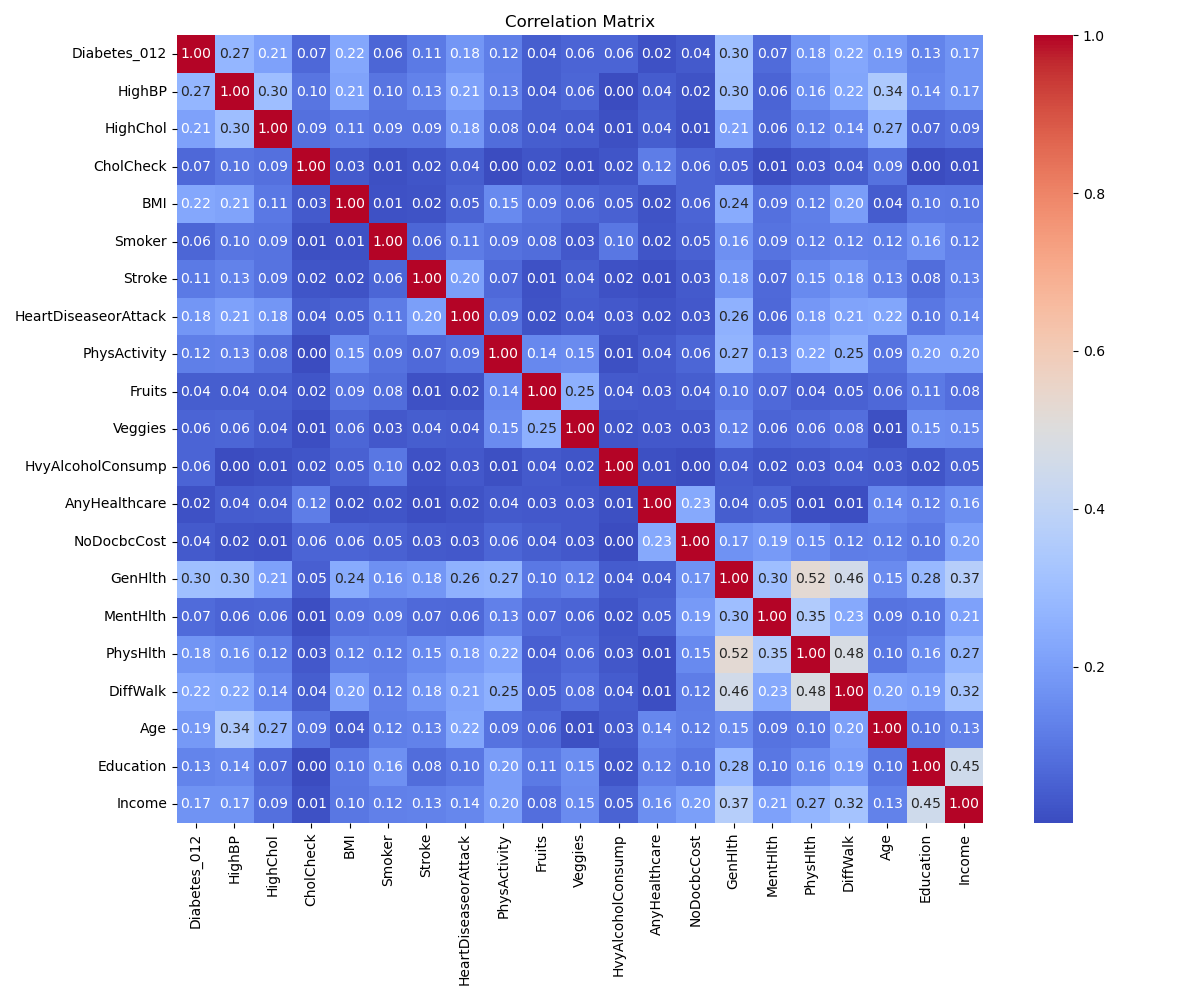 Correlation Matrix
Diabetes_012 1.00 0.27 0.21 0.07 0.22 0.06 0.11 0.18 0.12 0.04 0.06 0.06 0.02 0.04 0.30 0.07 0.18 0.22 0.19 0.13 0.17
HighBP 0.27 1.00 0.30 0.10 0.21 0.10 0.13 0.21 0.13 0.04 0.06 0.00 0.04 0.02 0.30 0.06 0.16 0.22 0.34 0.14 0.17
HighChol 0.21 0.30 1.00 0.09 0.11 0.09 0.09 0.18 0.08 0.04 0.04 0.01 0.04 0.01 0.21 0.06 0.12 0.14 0.27 0.07 0.09
CholCheck 0.07 0.10 0.09 1.00 0.03 0.01 0.02 0.04 0.00 0.02 0.01 0.02 0.12 0.06 0.05 0.01 0.03 0.04 0.09 0.00 0.01
BMI 0.22 0.21 0.11 0.03 1.00 0.01 0.02 0.05 0.15 0.09 0.06 0.05 0.02 0.06 0.24 0.09 0.12 0.20 0.04 0.10 0.10
Smoker 0.06 0.10 0.09 0.01 0.01 1.00 0.06 0.11 0.09 0.08 0.03 0.10 0.02 0.05 0.16 0.09 0.12 0.12 0.12 0.16 0.12
Stroke 0.11 0.13 0.09 0.02 0.02 0.06 1.00 0.20 0.07 0.01 0.04 0.02 0.01 0.03 0.18 0.07 0.15 0.18 0.13 0.08 0.13
HeartDiseaseorAttack 0.18 0.21 0.18 0.04 0.05 0.11 0.20 1.00 0.09 0.02 0.04 0.03 0.02 0.03 0.26 0.06 0.18 0.21 0.22 0.10 0.14
PhysActivity 0.12 0.13 0.08 0.00 0.15 0.09 0.07 0.09 1.00 0.14 0.15 0.01 0.04 0.06 0.27 0.13 0.22 0.25 0.09 0.20 0.20
Fruits 0.04 0.04 0.04 0.02 0.09 0.08 0.01 0.02 0.14 1.00 0.25 0.04 0.03 0.04 0.10 0.07 0.04 0.05 0.06 0.11 0.08
Veggies 0.06 0.06 0.04 0.01 0.06 0.03 0.04 0.04 0.15 0.25 1.00 0.02 0.03 0.03 0.12 0.06 0.06 0.08 0.01 0.15 0.15
HvyAlcoholConsump 0.06 0.00 0.01 0.02 0.05 0.10 0.02 0.03 0.01 0.04 0.02 1.00 0.01 0.00 0.04 0.02 0.03 0.04 0.03 0.02 0.05
AnyHealthcare 0.02 0.04 0.04 0.12 0.02 0.02 0.01 0.02 0.04 0.03 0.03 0.01 1.00 0.23 0.04 0.05 0.01 0.01 0.14 0.12 0.16
NoDocbcCost 0.04 0.02 0.01 0.06 0.06 0.05 0.03 0.03 0.06 0.04 0.03 0.00 0.23 1.00 0.17 0.19 0.15 0.12 0.12 0.10 0.20
GenHlth 0.30 0.30 0.21 0.05 0.24 0.16 0.18 0.26 0.27 0.10 0.12 0.04 0.04 0.17 1.00 0.30 0.52 0.46 0.15 0.28 0.37
MentHlth 0.07 0.06 0.06 0.01 0.09 0.09 0.07 0.06 0.13 0.07 0.06 0.02 0.05 0.19 0.30 1.00 0.35 0.23 0.09 0.10 0.21
PhysHlth 0.18 0.16 0.12 0.03 0.12 0.12 0.15 0.18 0.22 0.04 0.06 0.03 0.01 0.15 0.52 0.35 1.00 0.48 0.10 0.16 0.27
DiffWalk 0.22 0.22 0.14 0.04 0.20 0.12 0.18 0.21 0.25 0.05 0.08 0.04 0.01 0.12 0.46 0.23 0.48 1.00 0.20 0.19 0.32
Age 0.19 0.34 0.27 0.09 0.04 0.12 0.13 0.22 0.09 0.06 0.01 0.03 0.14 0.12 0.15 0.09 0.10 0.20 1.00 0.10 0.13
Education 0.13 0.14 0.07 0.00 0.10 0.16 0.08 0.10 0.20 0.11 0.15 0.02 0.12 0.10 0.28 0.10 0.16 0.19 0.10 1.00 0.45
Income 0.17 0.17 0.09 0.01 0.10 0.12 0.13 0.14 0.20 0.08 0.15 0.05 0.16 0.20 0.37 0.21 0.27 0.32 0.13 0.45 1.00
Diabetes_012
HighBP
HighChol
CholCheck
BMI
Smoker
Stroke
HeartDiseaseorAttack
PhysActivity
Fruits
Veggies
HvyAlcoholConsump
AnyHealthcare
NoDocbcCost
GenHlth
MentHlth
PhysHlth
DiffWalk
Age
Education
Income
1.0
0.8
0.6
0.4
0.2